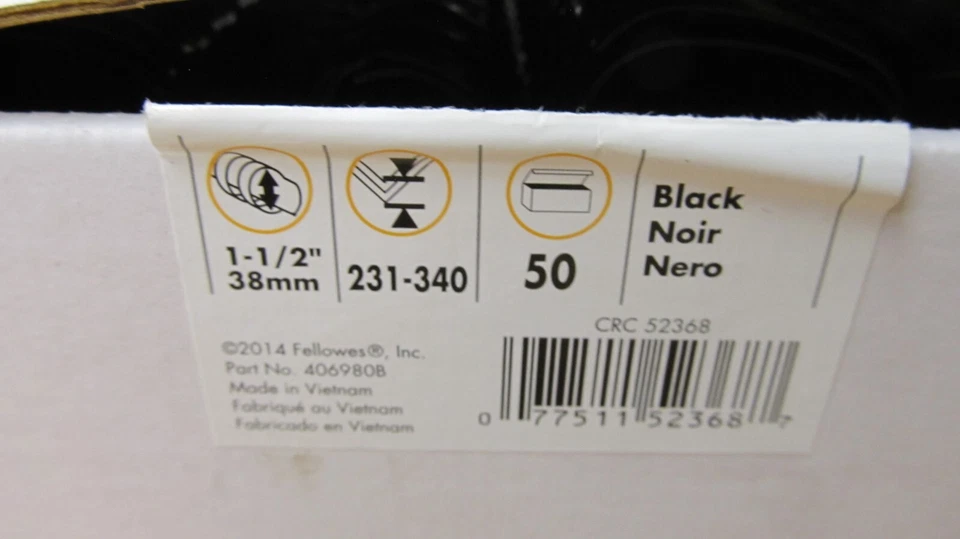 1-1/2"
38mm
231-340
50
Black
Noir
Nero
CRC 52368
©2014 Fellowes®, Inc.
Part No. 406980B
Made in Vietnam
Fabriqué au Vietnam
Fabricado en Vietnam
0 77511 52368 7